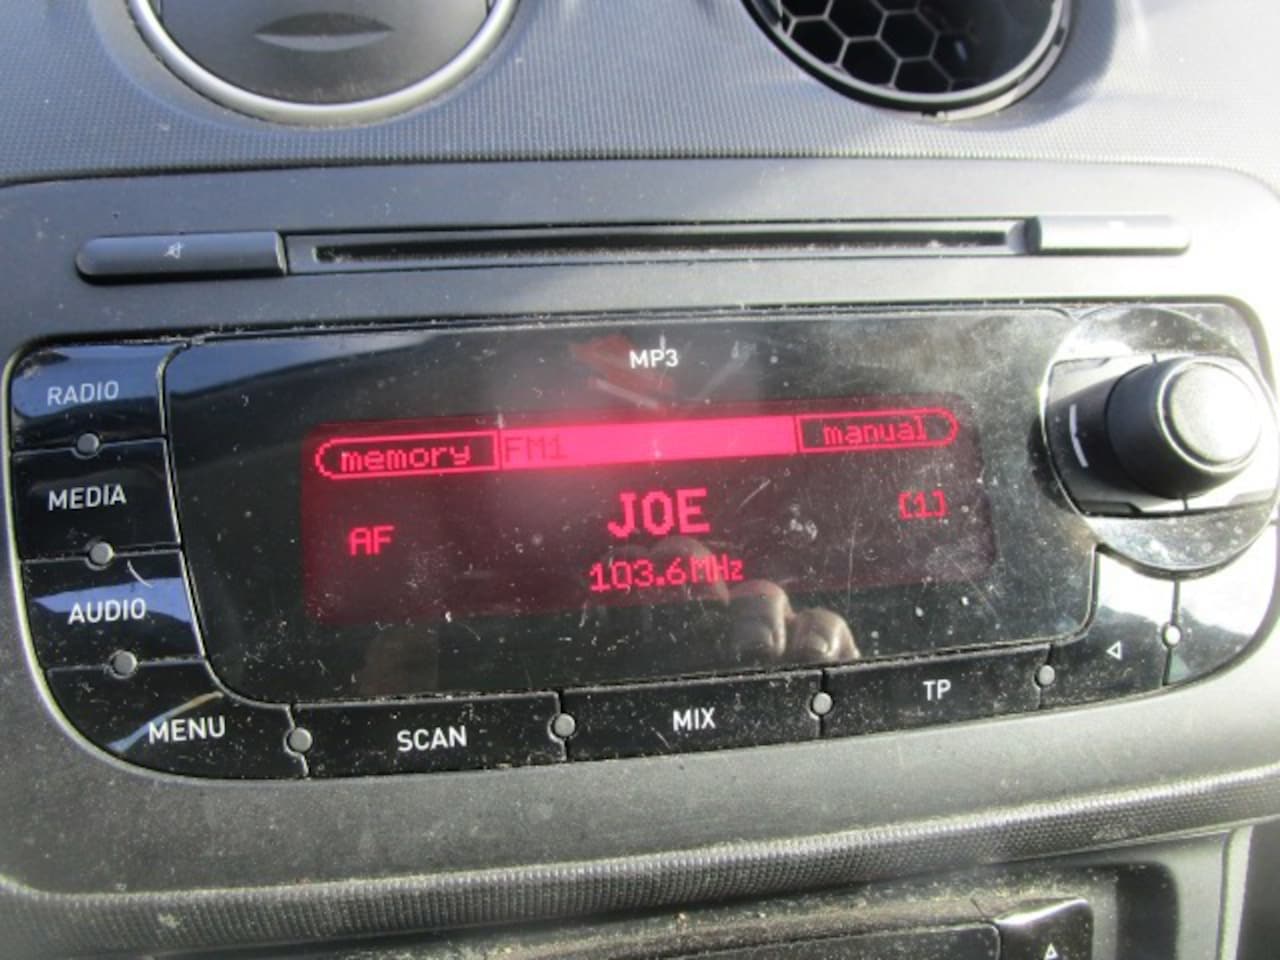 MP3
RADIO
memory FM1 manual
MEDIA
JOE [1]
AF
103.6MHz
AUDIO
MENU
SCAN
MIX
TP